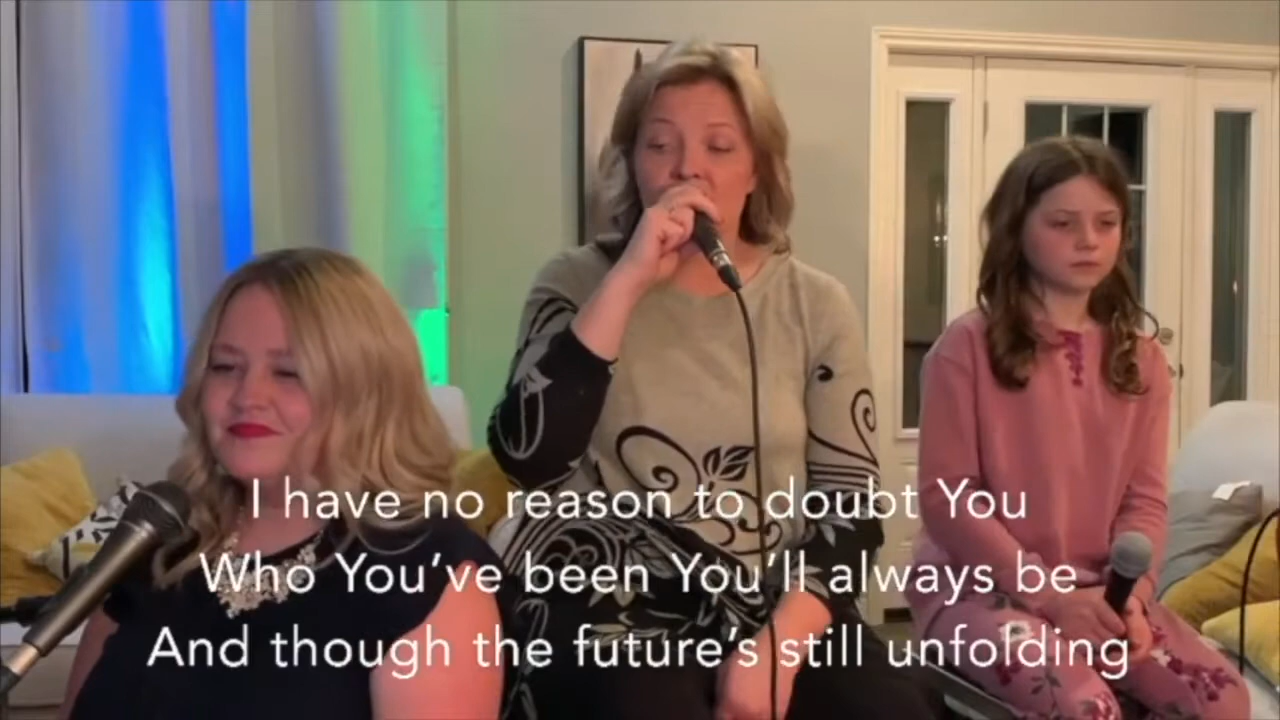 I have no reason to doubt You
Who You've been You'll always be
And though the future's still unfolding